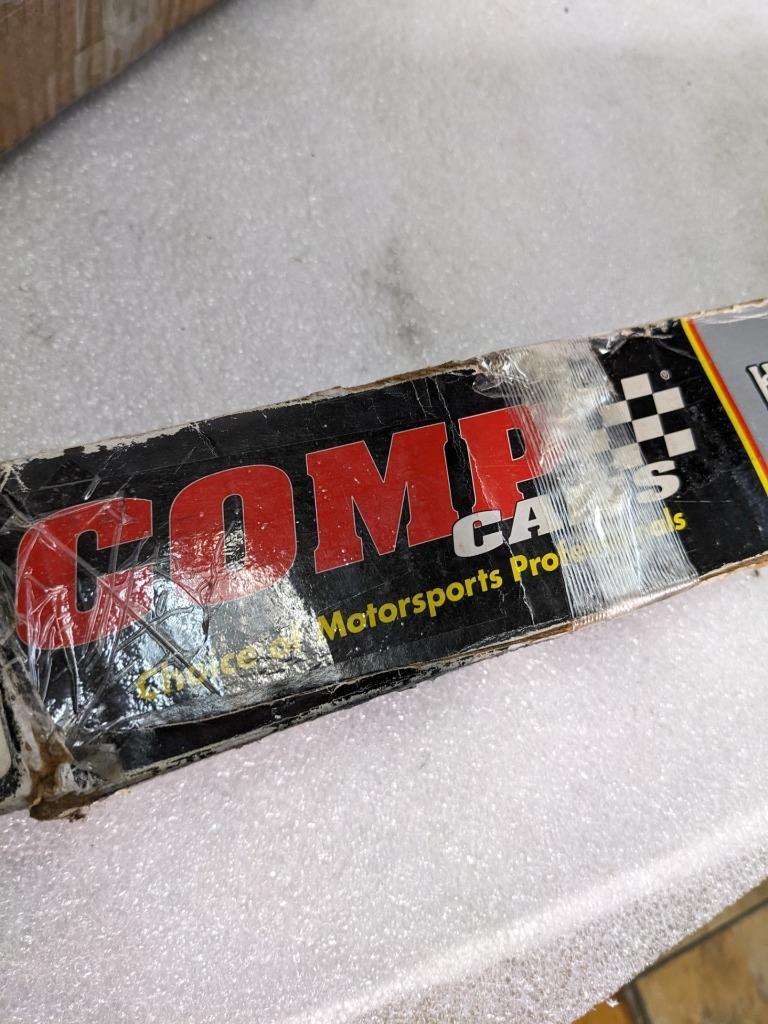 COMP
CAMS
®
Choice of Motorsports Professionals